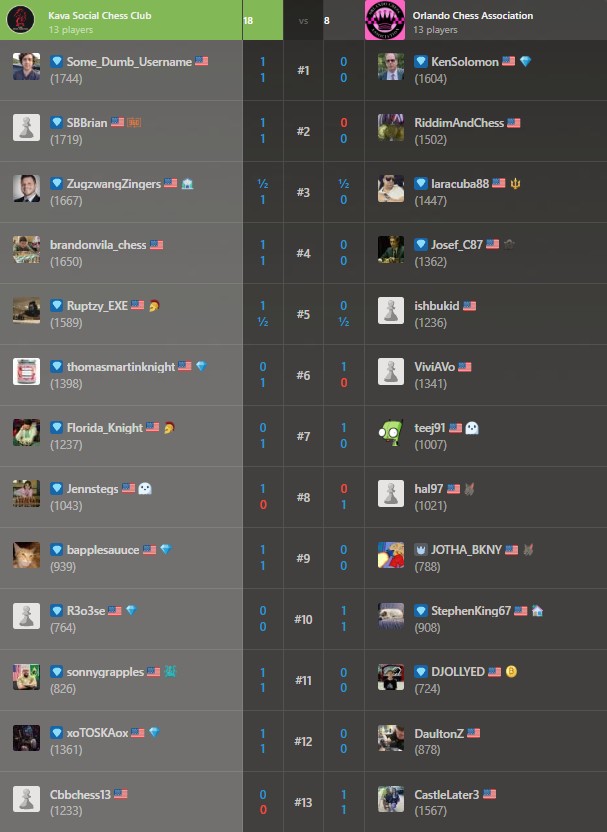 Kava Social Chess Club 18 vs 8 Orlando Chess Association
13 players 13 players
Some_Dumb_Username 1 0 KenSolomon
(1744) 1 #1 0 (1604)
SBBrian 1 0 RiddimAndChess
(1719) 1 #2 0 (1502)
ZugzwangZingers ½ ½ laracuba88
(1667) 1 #3 0 (1447)
brandonvila_chess 1 0 Josef_C87
(1650) 1 #4 0 (1362)
Ruptzy_EXE 1 0 ishbukid
(1589) ½ #5 ½ (1236)
thomasmartinknight 0 1 ViviAVo
(1398) 1 #6 0 (1341)
Florida_Knight 0 1 teej91
(1237) 1 #7 0 (1007)
Jennstegs 1 0 hal97
(1043) 0 #8 1 (1021)
bapplesauuce 1 0 JOTHA_BKNY
(939) 1 #9 0 (788)
R3o3se 0 1 StephenKing67
(764) 0 #10 1 (908)
sonnygrapples 1 0 DJOLLYED
(826) 1 #11 0 (724)
xoTOSKAox 1 0 DaultonZ
(1361) 1 #12 0 (878)
Cbbchess13 0 1 CastleLater3
(1233) 0 #13 1 (1567)